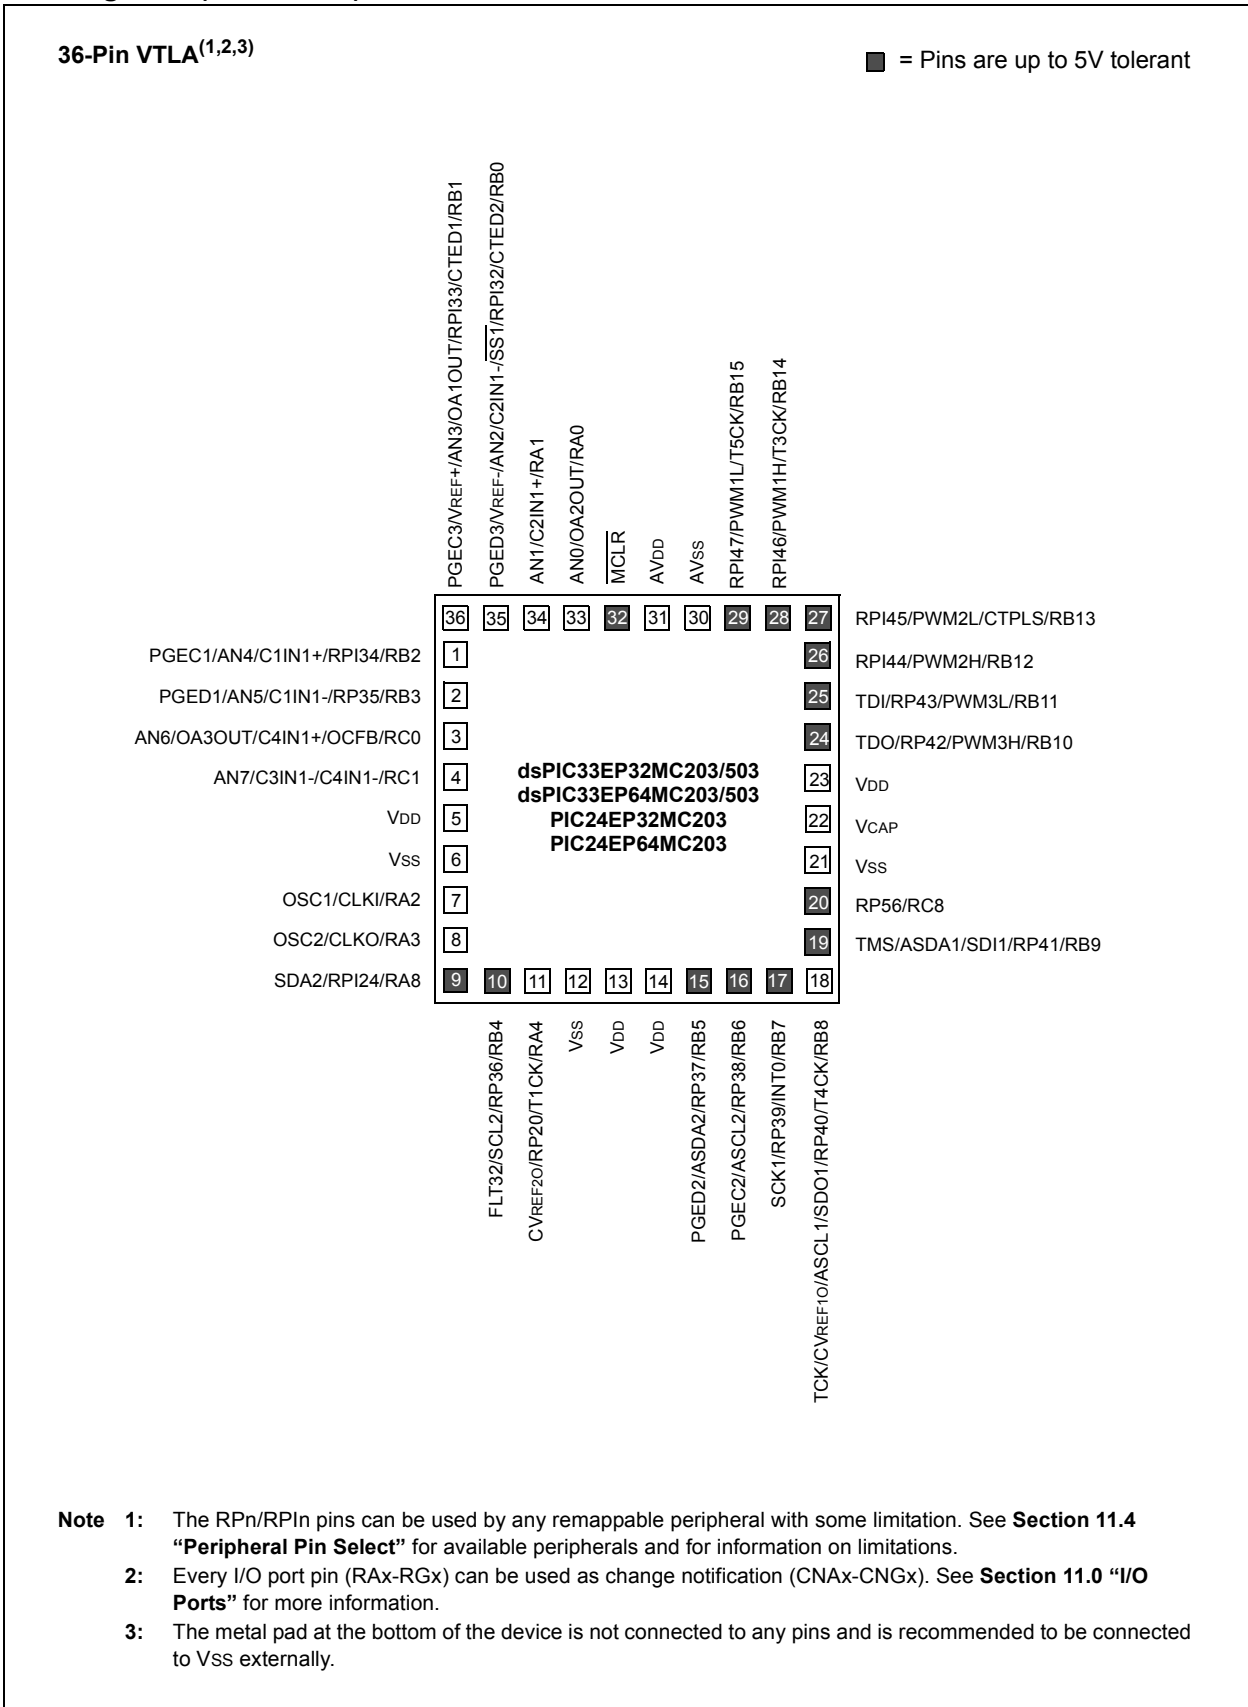 36-Pin VTLA(1,2,3)
= Pins are up to 5V tolerant
PGEC3/VREF+/AN3/OA1OUT/RPI33/CTED1/RB1
PGED3/VREF-/AN2/C2IN1-/SS1/RPI32/CTED2/RB0
AN1/C2IN1+/RA1
AN0/OA2OUT/RA0
MCLR
AVDD
AVSS
RPI47/PWM1L/T5CK/RB15
RPI46/PWM1H/T3CK/RB14
36 35 34 33 32 31 30 29 28 27 RPI45/PWM2L/CTPLS/RB13
PGEC1/AN4/C1IN1+/RPI34/RB2 1 26 RPI44/PWM2H/RB12
PGED1/AN5/C1IN1-/RP35/RB3 2 25 TDI/RP43/PWM3L/RB11
AN6/OA3OUT/C4IN1+/OCFB/RC0 3 24 TDO/RP42/PWM3H/RB10
AN7/C3IN1-/C4IN1-/RC1 4 23 VDD
dsPIC33EP32MC203/503
dsPIC33EP64MC203/503
PIC24EP32MC203
PIC24EP64MC203
VDD 5 22 VCAP
VSS 6 21 VSS
OSC1/CLKI/RA2 7 20 RP56/RC8
OSC2/CLKO/RA3 8 19 TMS/ASDA1/SDI1/RP41/RB9
SDA2/RPI24/RA8 9 10 11 12 13 14 15 16 17 18
FLT32/SCL2/RP36/RB4
CVREF2O/RP20/T1CK/RA4
VSS
VDD
VDD
PGED2/ASDA2/RP37/RB5
PGEC2/ASCL2/RP38/RB6
SCK1/RP39/INT0/RB7
TCK/CVREF1O/ASCL1/SDO1/RP40/T4CK/RB8
Note 1: The RPn/RPIn pins can be used by any remappable peripheral with some limitation. See Section 11.4
“Peripheral Pin Select” for available peripherals and for information on limitations.
2: Every I/O port pin (RAx-RGx) can be used as change notification (CNAx-CNGx). See Section 11.0 “I/O
Ports” for more information.
3: The metal pad at the bottom of the device is not connected to any pins and is recommended to be connected
to VSS externally.